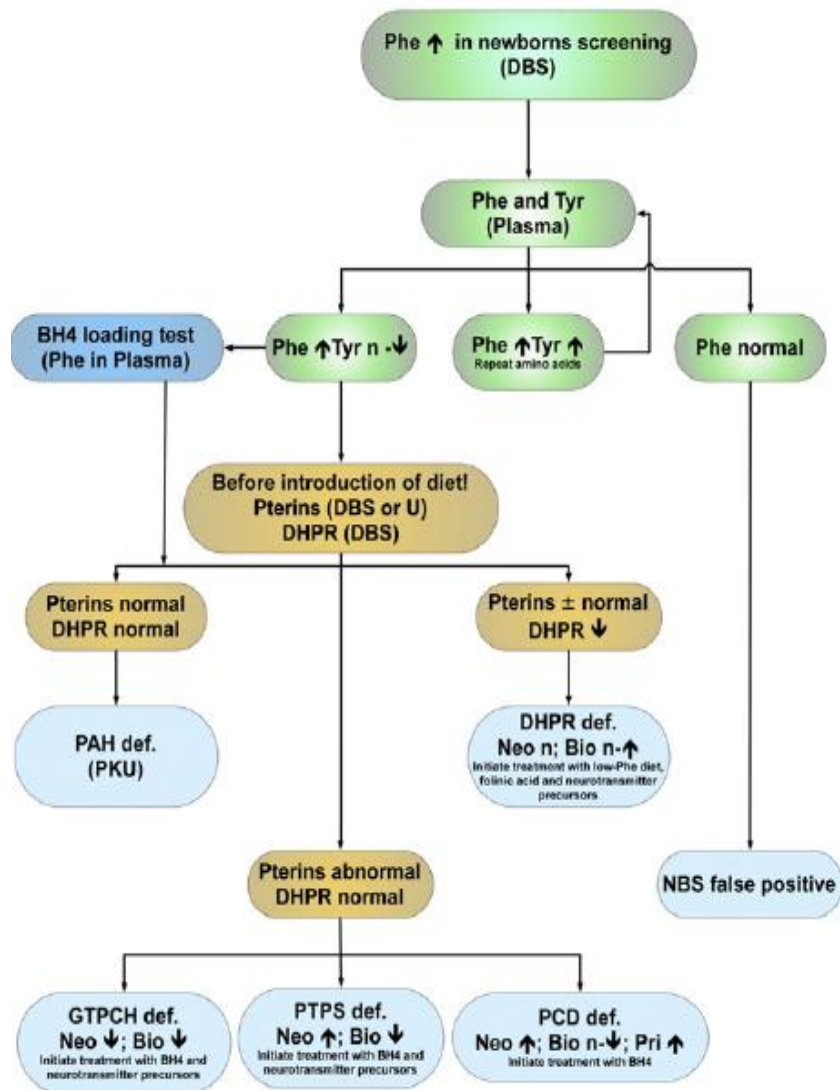 Phe ↑ in newborns screening
(DBS)
Phe and Tyr
(Plasma)
BH4 loading test
(Phe in Plasma)
Phe ↑Tyr n -↓
Phe ↑Tyr ↑
Repeat amino acids
Phe normal
Before introduction of diet!
Pterins (DBS or U)
DHPR (DBS)
Pterins normal
DHPR normal
Pterins ± normal
DHPR ↓
PAH def.
(PKU)
DHPR def.
Neo n; Bio n-↑
Initiate treatment with low-Phe diet,
folinic acid and neurotransmitter
precursors
Pterins abnormal
DHPR normal
NBS false positive
GTPCH def.
Neo ↓; Bio ↓
Initiate treatment with BH4 and
neurotransmitter precursors
PTPS def.
Neo ↑; Bio ↓
Initiate treatment with BH4 and
neurotransmitter precursors
PCD def.
Neo ↑; Bio n-↓; Pri ↑
Initiate treatment with BH4